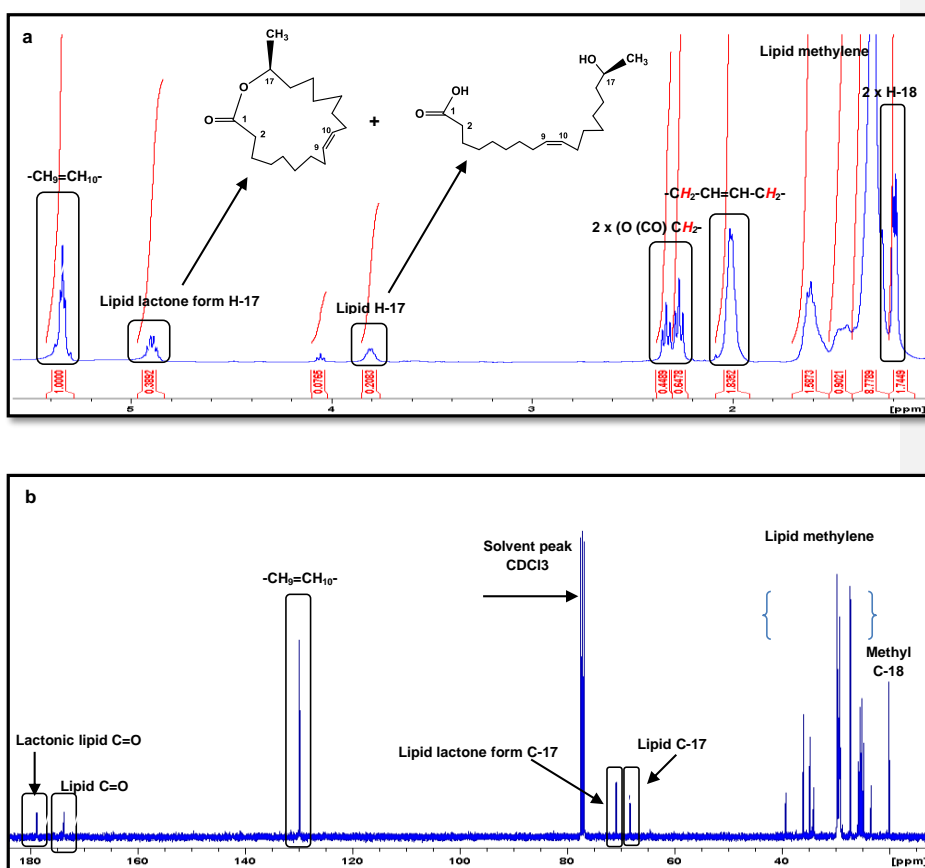 a
CH₃
O
17
O
1
2
10
9
+
OH
O
1
2
9
10
HO
17
CH₃
Lipid methylene
2 x H-18
-CH₉=CH₁₀-
-CH₂-CH=CH-CH₂-
2 x (O (CO) CH₂-
Lipid lactone form H-17
Lipid H-17
1.0000
0.3892
0.0765
0.2083
0.4489
0.6478
1.8352
1.5873
0.9021
8.7789
1.7449
5 4 3 2 [ppm]
b
Solvent peak
CDCl3
Lipid methylene
-CH₉=CH₁₀-
{ }
Methyl
C-18
Lactonic lipid C=O
Lipid C=O
Lipid lactone form C-17
Lipid C-17
180 160 140 120 100 80 60 40 20 [ppm]